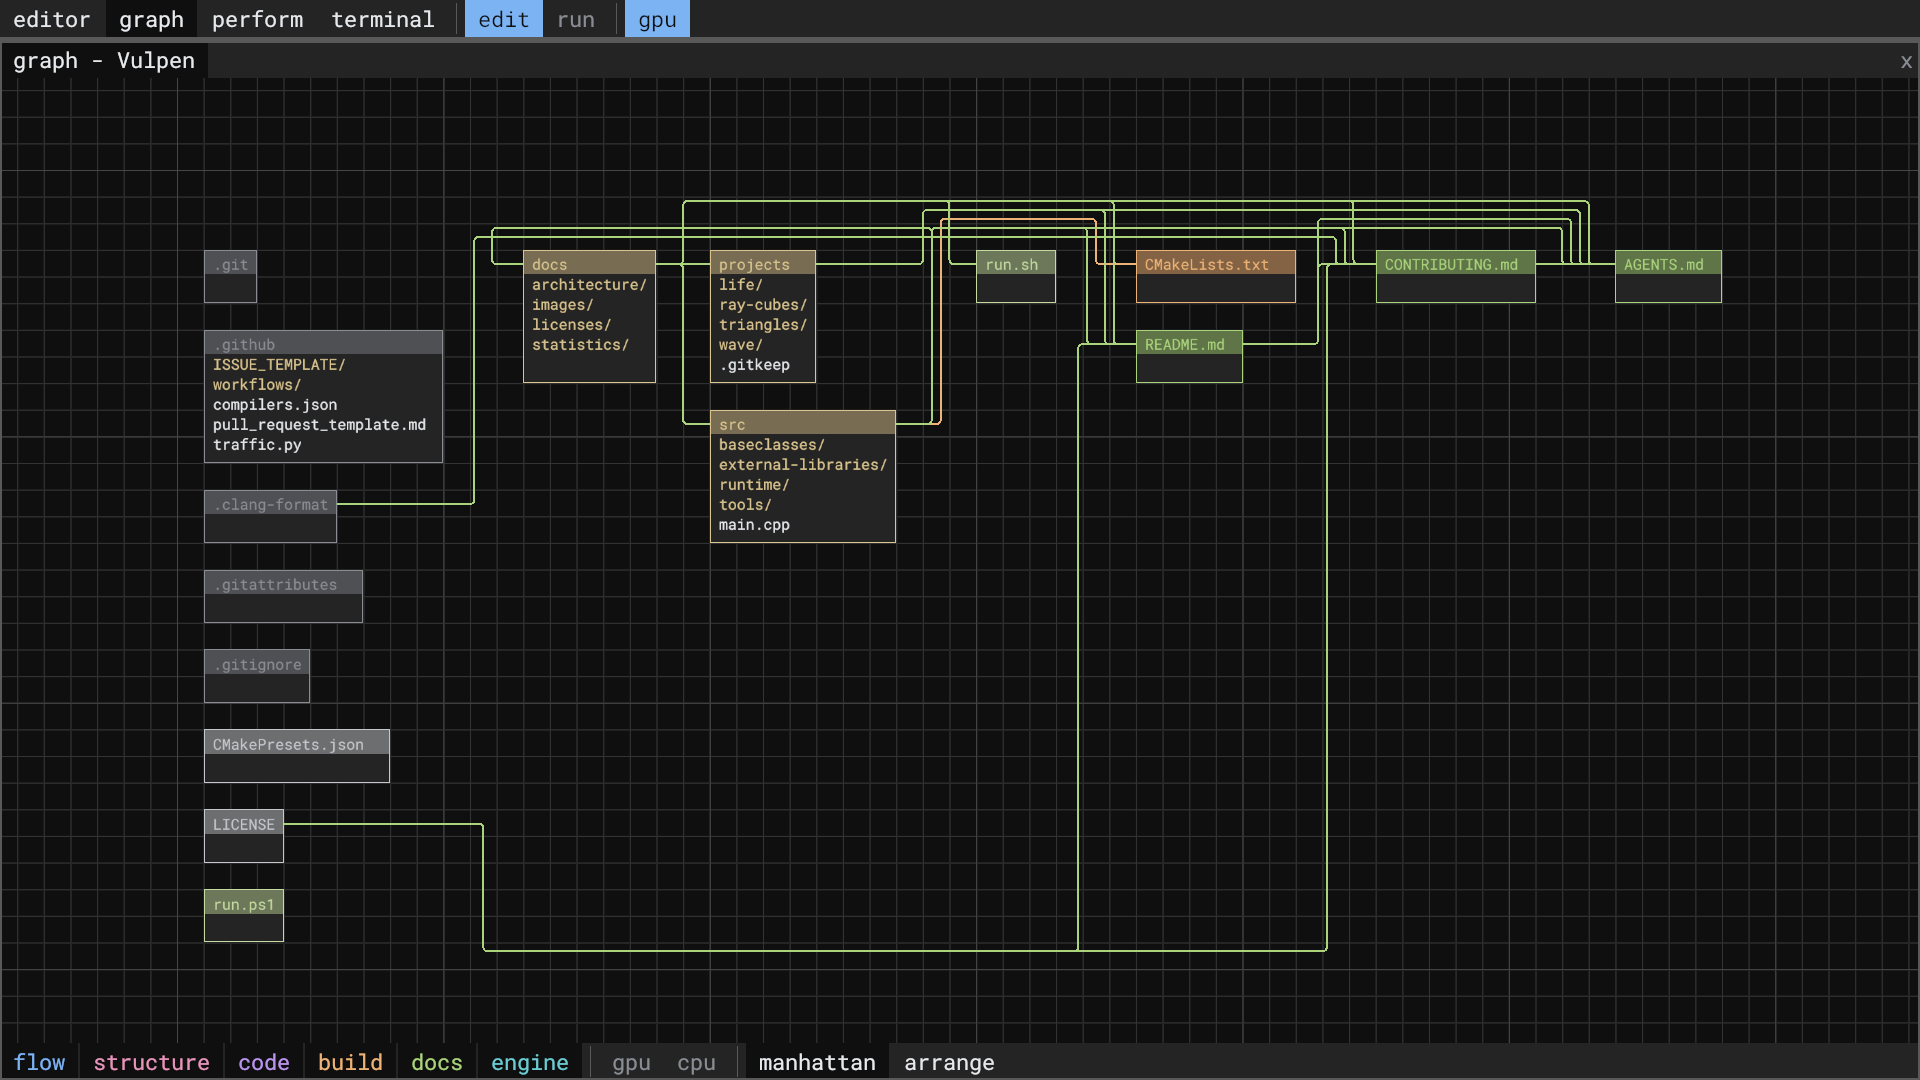 editor graph perform terminal edit run gpu
graph - Vulpen x
.git
.github
ISSUE_TEMPLATE/
workflows/
compilers.json
pull_request_template.md
traffic.py
.clang-format
.gitattributes
.gitignore
CMakePresets.json
LICENSE
run.ps1
docs
architecture/
images/
licenses/
statistics/
projects
life/
ray-cubes/
triangles/
wave/
.gitkeep
src
baseclasses/
external-libraries/
runtime/
tools/
main.cpp
run.sh
CMakeLists.txt
README.md
CONTRIBUTING.md
AGENTS.md
flow structure code build docs engine gpu cpu manhattan arrange